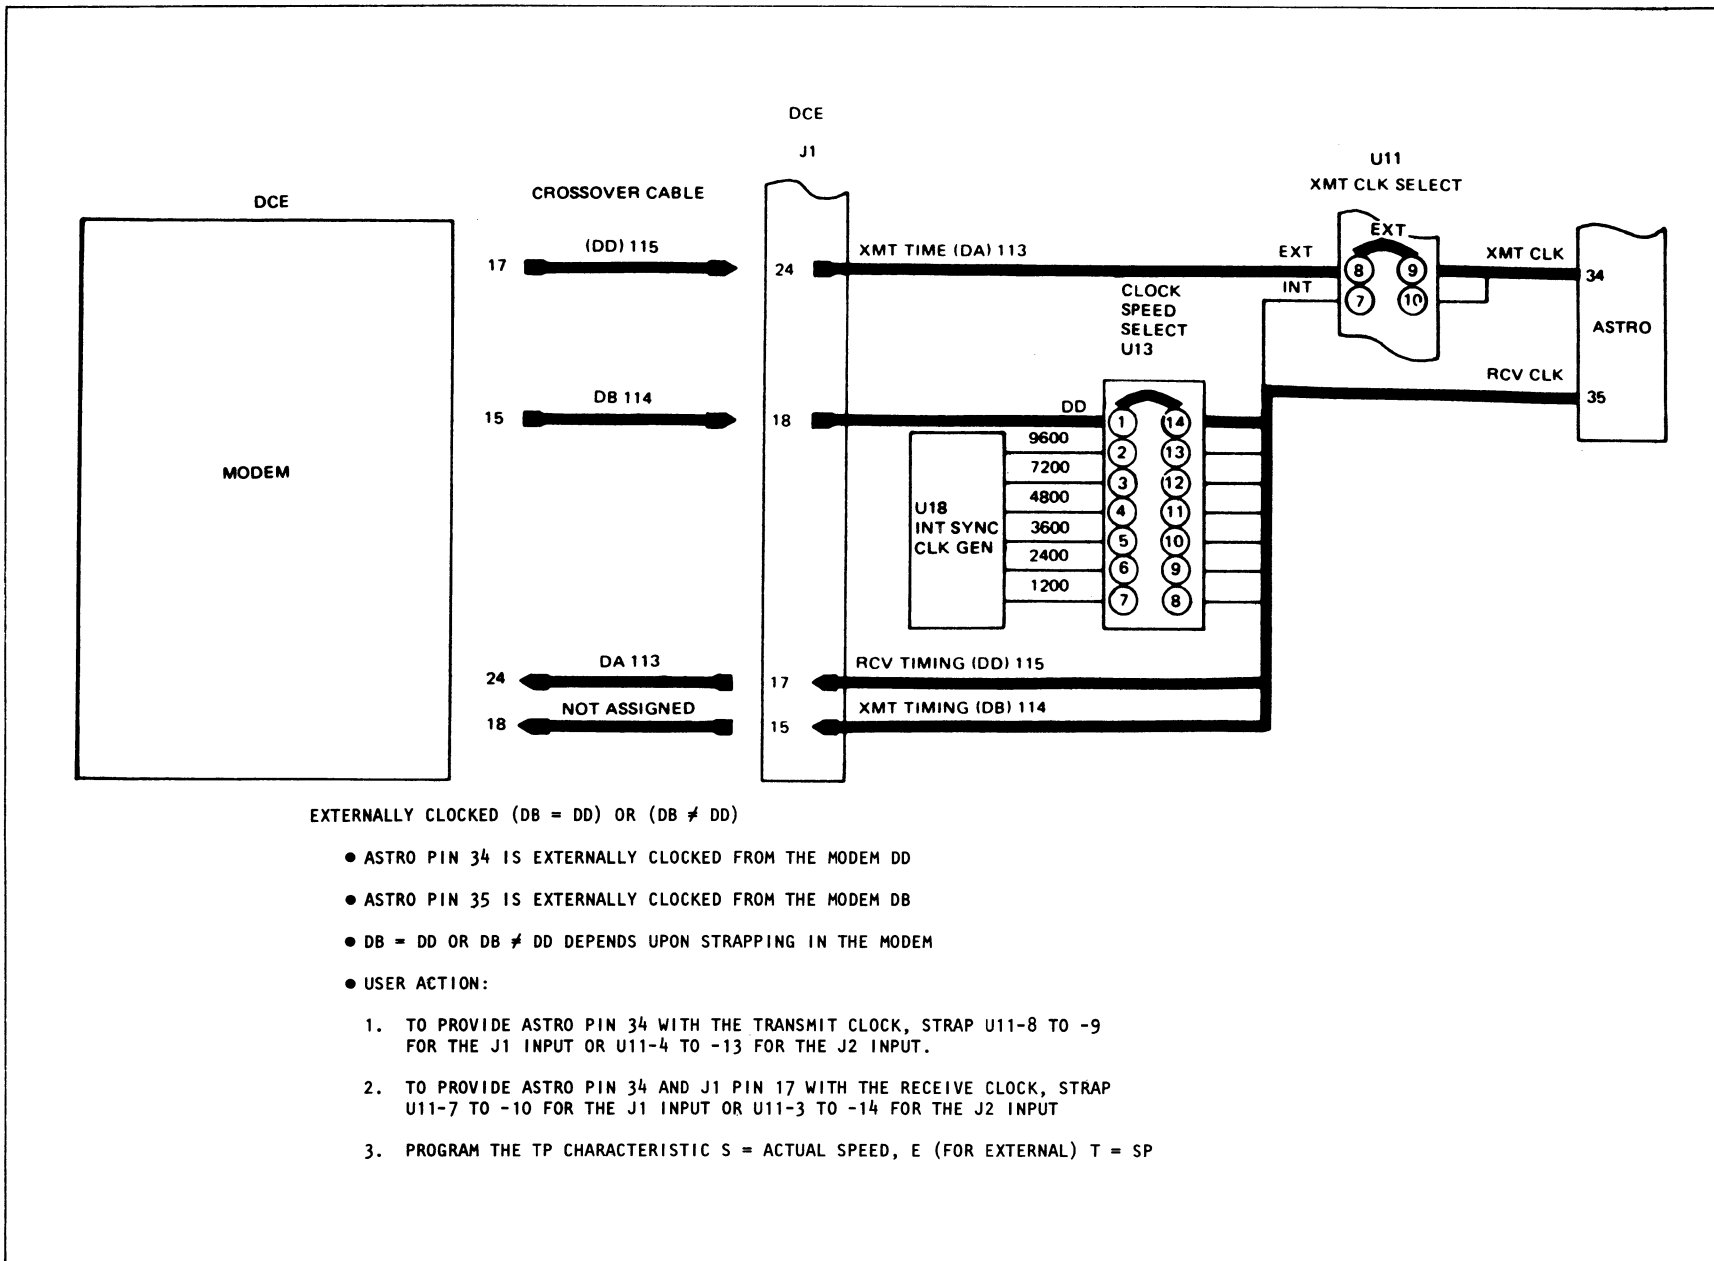 DCE
J1
U11
XMT CLK SELECT
DCE
CROSSOVER CABLE
MODEM
17
(DD) 115
24
XMT TIME (DA) 113
EXT
INT
EXT
8
9
7
10
XMT CLK
34
ASTRO
RCV CLK
35
CLOCK
SPEED
SELECT
U13
15
DB 114
18
DD
1
14
9600
2
13
7200
3
12
4800
4
11
3600
5
10
2400
6
9
1200
7
8
U18
INT SYNC
CLK GEN
24
DA 113
17
RCV TIMING (DD) 115
18
NOT ASSIGNED
15
XMT TIMING (DB) 114
EXTERNALLY CLOCKED (DB = DD) OR (DB ≠ DD)
● ASTRO PIN 34 IS EXTERNALLY CLOCKED FROM THE MODEM DD
● ASTRO PIN 35 IS EXTERNALLY CLOCKED FROM THE MODEM DB
● DB = DD OR DB ≠ DD DEPENDS UPON STRAPPING IN THE MODEM
● USER ACTION:
1. TO PROVIDE ASTRO PIN 34 WITH THE TRANSMIT CLOCK, STRAP U11-8 TO -9
FOR THE J1 INPUT OR U11-4 TO -13 FOR THE J2 INPUT.
2. TO PROVIDE ASTRO PIN 34 AND J1 PIN 17 WITH THE RECEIVE CLOCK, STRAP
U11-7 TO -10 FOR THE J1 INPUT OR U11-3 TO -14 FOR THE J2 INPUT
3. PROGRAM THE TP CHARACTERISTIC S = ACTUAL SPEED, E (FOR EXTERNAL) T = SP